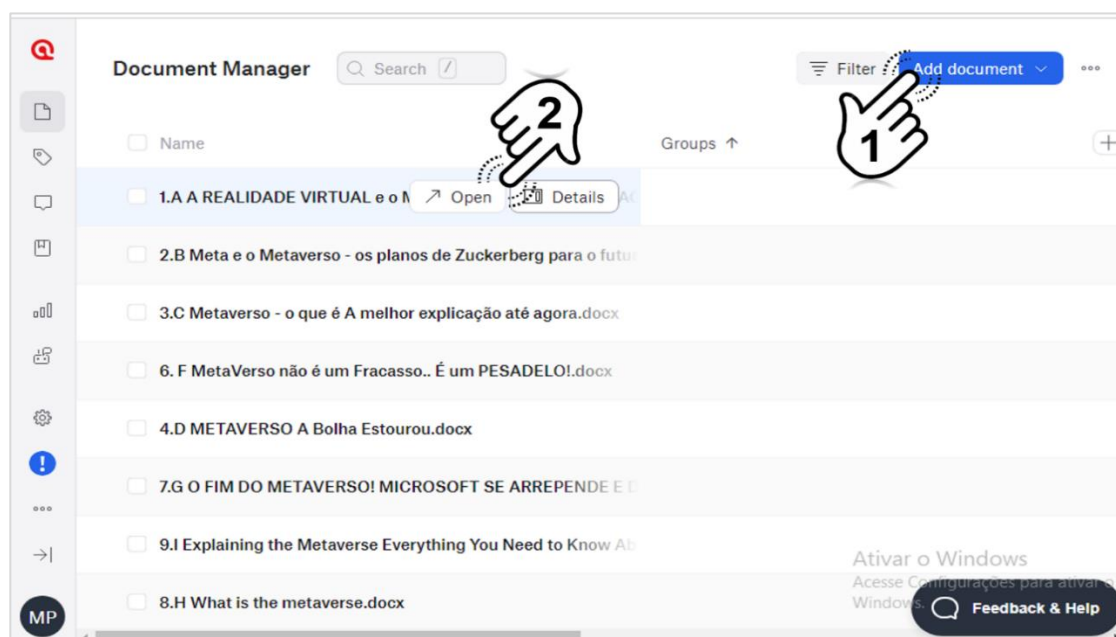 Document Manager
Search /
Filter
Add document
2
1
Name
Groups ↑
1.A A REALIDADE VIRTUAL e o
Open
Details
2.B Meta e o Metaverso - os planos de Zuckerberg para o
3.C Metaverso - o que é A melhor explicação até agora.docx
6. F MetaVerso não é um Fracasso.. É um PESADELO!.docx
4.D METAVERSO A Bolha Estourou.docx
7.G O FIM DO METAVERSO! MICROSOFT SE ARREPENDE E
9.I Explaining the Metaverse Everything You Need to Know
8.H What is the metaverse.docx
Ativar o Windows
Acesse Configurações para ativar o
Windows.
Feedback & Help
MP